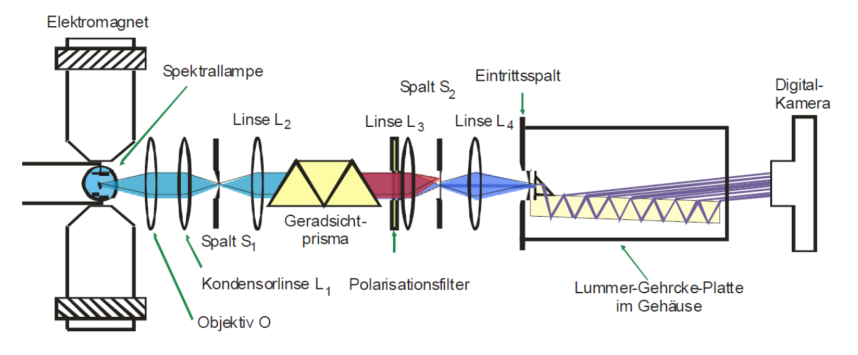 Elektromagnet
Spektrallampe
Linse L2
Linse L3
Spalt S2
Eintrittsspalt
Linse L4
Digital-
Kamera
Spalt S1
Geradsicht-
prisma
Kondensorlinse L1
Polarisationsfilter
Objektiv O
Lummer-Gehrcke-Platte
im Gehäuse